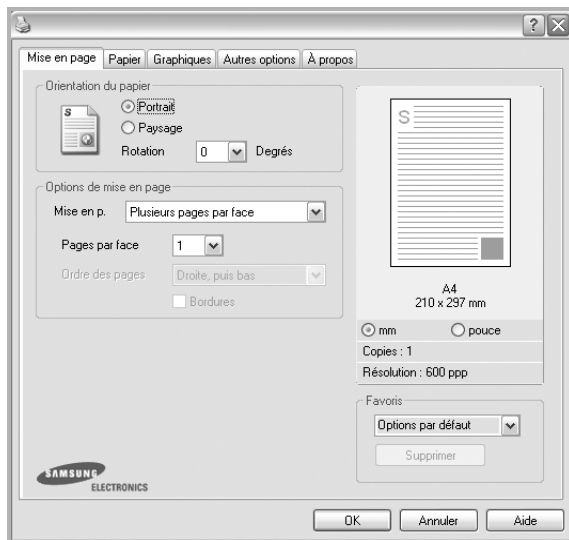 Mise en page Papier Graphiques Autres options À propos
Orientation du papier
S
Portrait
Paysage
Rotation 0 Degrés
Options de mise en page
Mise en p. Plusieurs pages par face
Pages par face 1
Ordre des pages Droite, puis bas
Bordures
S
A4
210 x 297 mm
mm pouce
Copies : 1
Résolution : 600 ppp
Favoris
Options par défaut
Supprimer
SAMSUNG
ELECTRONICS
OK Annuler Aide